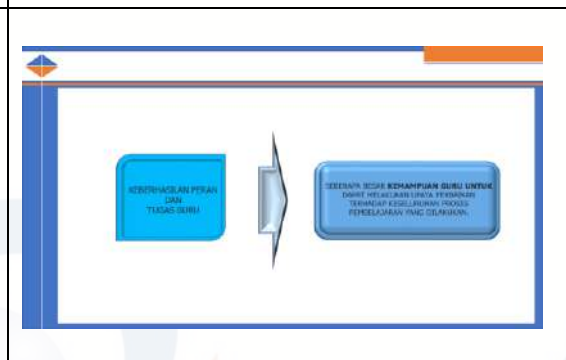 KEBERHASILAN PERAN
DAN
TUGAS GURU
SEBERAPA BESAR KEMAMPUAN GURU UNTUK
DAPAT MELAKUKAN UPAYA PERBAIKAN
TERHADAP KESELURUHAN PROSES
PEMBELAJARAN YANG DILAKUKAN.